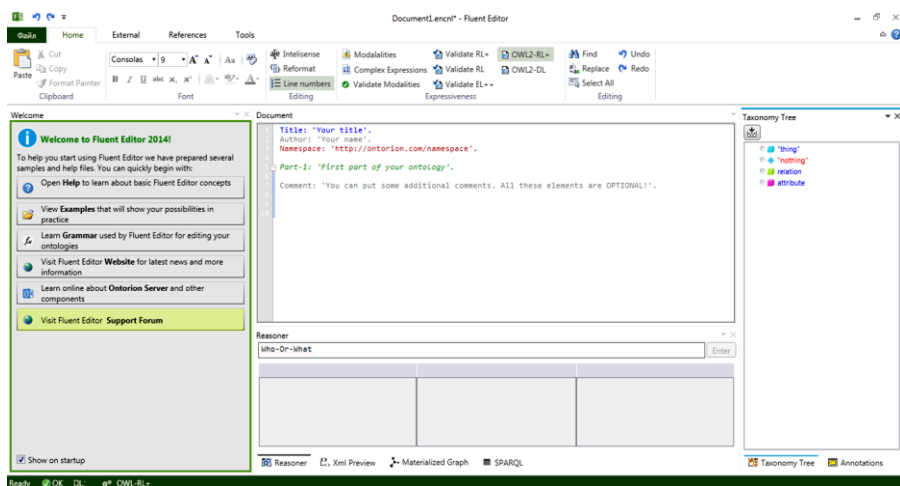 Document1.encnl* - Fluent Editor
Файл Home External References Tools
Paste
Cut
Copy
Format Painter
Clipboard
Consolas 9 A A Aa
B I U abc x, x² A
Font
Intelisense
Reformat
Line numbers
Editing
Modalities
Complex Expressions
Validate Modalities
Validate RL+
Validate RL
Validate EL++
OWL2-RL+
OWL2-DL
Expressiveness
Find
Replace
Select All
Undo
Redo
Editing
Welcome
Welcome to Fluent Editor 2014!
To help you start using Fluent Editor we have prepared several
samples and help files. You can quickly begin with:
Open Help to learn about basic Fluent Editor concepts
View Examples that will show your possibilities in
practice
Learn Grammar used by Fluent Editor for editing your
ontologies
Visit Fluent Editor Website for latest news and more
information
Learn online about Ontorion Server and other
components
Visit Fluent Editor Support Forum
Show on startup
Document
Title: 'Your title'.
Author: 'Your name'.
Namespace: 'http://ontorion.com/namespace'.
Part-1: 'First part of your ontology'.
Comment: 'You can put some additional comments. All these elements are OPTIONAL!'.
Reasoner
Who-Or-What
Enter
Reasoner Xml Preview Materialized Graph SPARQL
Taxonomy Tree
"thing"
"nothing"
relation
attribute
Taxonomy Tree Annotations
Ready OK DL: OWL-RL+